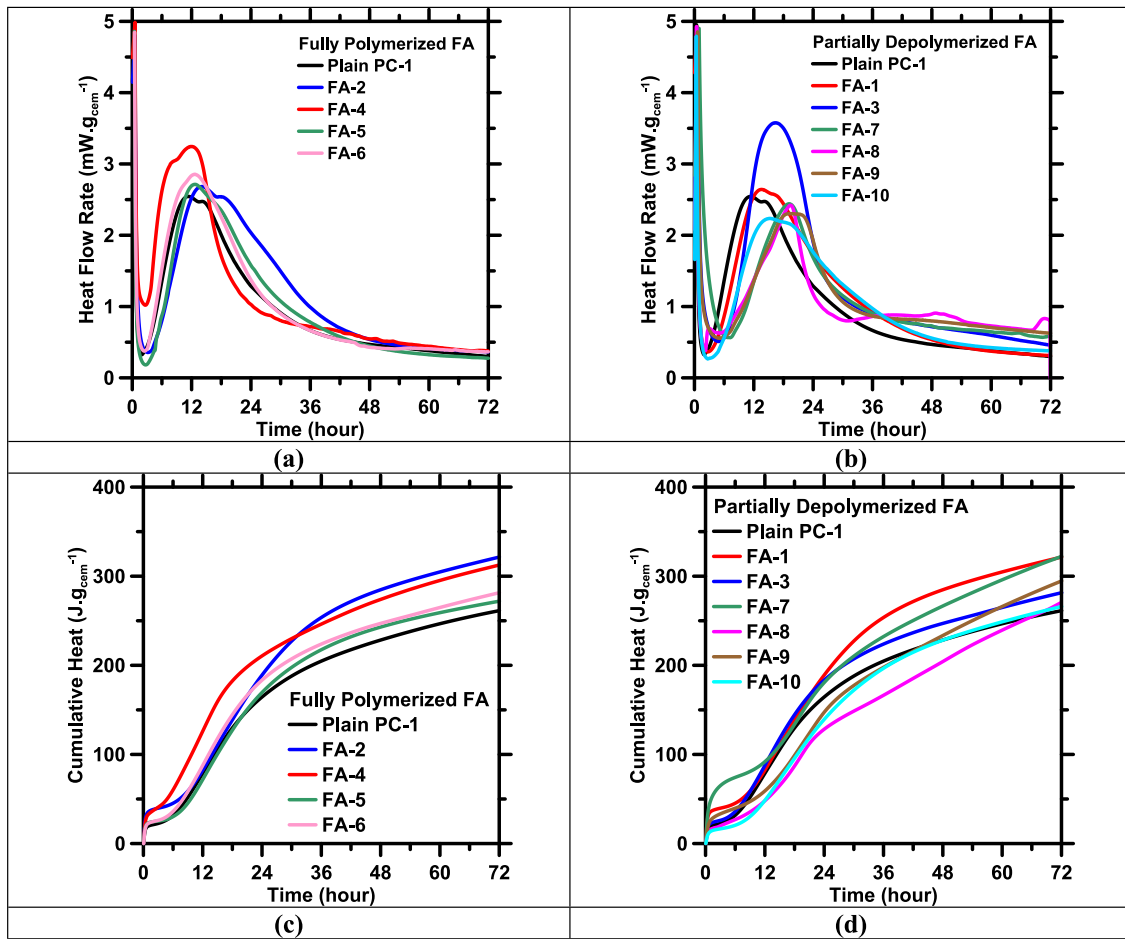 5
4
3
2
1
0
Heat Flow Rate (mW.gcem⁻¹)
Fully Polymerized FA
Plain PC-1
FA-2
FA-4
FA-5
FA-6
0 12 24 36 48 60 72
Time (hour)
(a)
5
4
3
2
1
0
Heat Flow Rate (mW.gcem⁻¹)
Partially Depolymerized FA
Plain PC-1
FA-1
FA-3
FA-7
FA-8
FA-9
FA-10
0 12 24 36 48 60 72
Time (hour)
(b)
400
300
200
100
0
Cumulative Heat (J.gcem⁻¹)
Fully Polymerized FA
Plain PC-1
FA-2
FA-4
FA-5
FA-6
0 12 24 36 48 60 72
Time (hour)
(c)
400
300
200
100
0
Cumulative Heat (J.gcem⁻¹)
Partially Depolymerized FA
Plain PC-1
FA-1
FA-3
FA-7
FA-8
FA-9
FA-10
0 12 24 36 48 60 72
Time (hour)
(d)